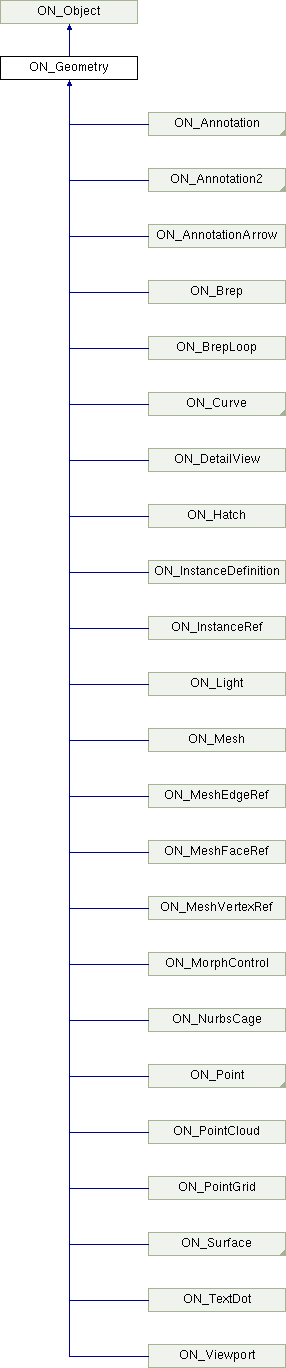 ON_Object
ON_Geometry
ON_Annotation
ON_Annotation2
ON_AnnotationArrow
ON_Brep
ON_BrepLoop
ON_Curve
ON_DetailView
ON_Hatch
ON_InstanceDefinition
ON_InstanceRef
ON_Light
ON_Mesh
ON_MeshEdgeRef
ON_MeshFaceRef
ON_MeshVertexRef
ON_MorphControl
ON_NurbsCage
ON_Point
ON_PointCloud
ON_PointGrid
ON_Surface
ON_TextDot
ON_Viewport